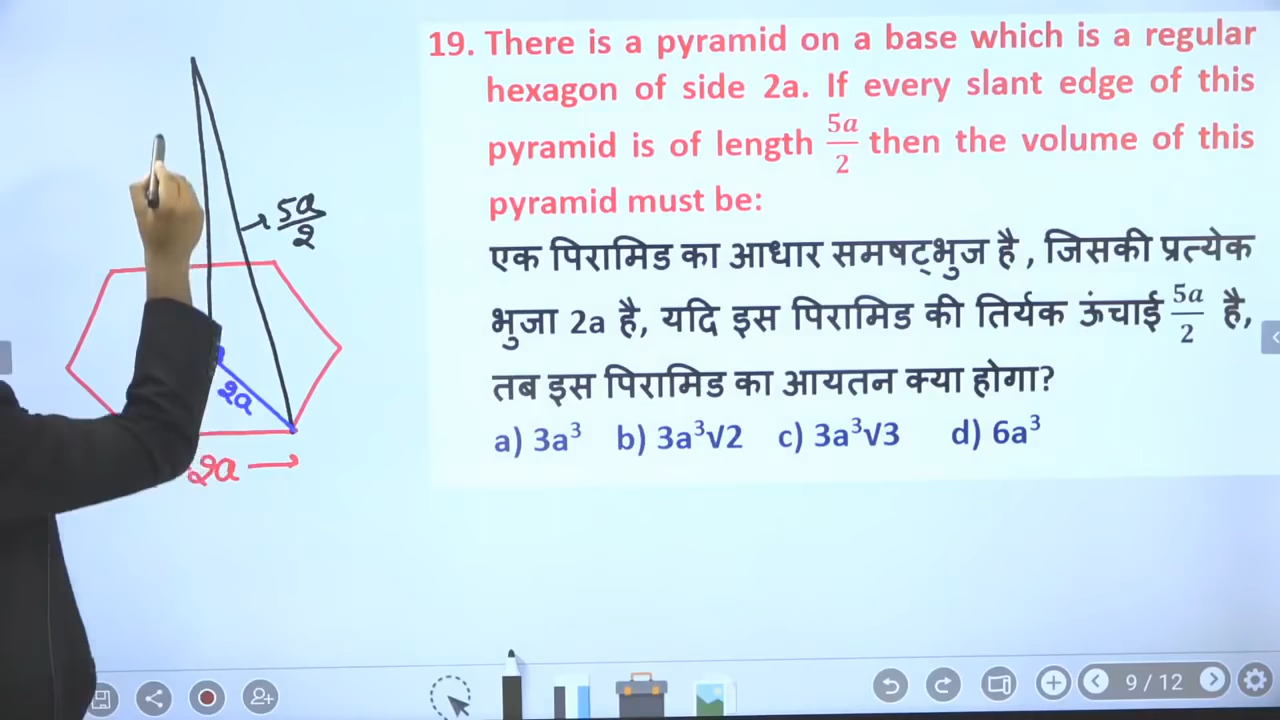 19. There is a pyramid on a base which is a regular
hexagon of side 2a. If every slant edge of this
pyramid is of length 5a/2 then the volume of this
pyramid must be:
एक पिरामिड का आधार समषट्भुज है , जिसकी प्रत्येक
भुजा 2a है, यदि इस पिरामिड की तिर्यक ऊंचाई 5a/2 है,
तब इस पिरामिड का आयतन क्या होगा?
a) 3a³ b) 3a³√2 c) 3a³√3 d) 6a³
5a/2
2a
2a
9 / 12